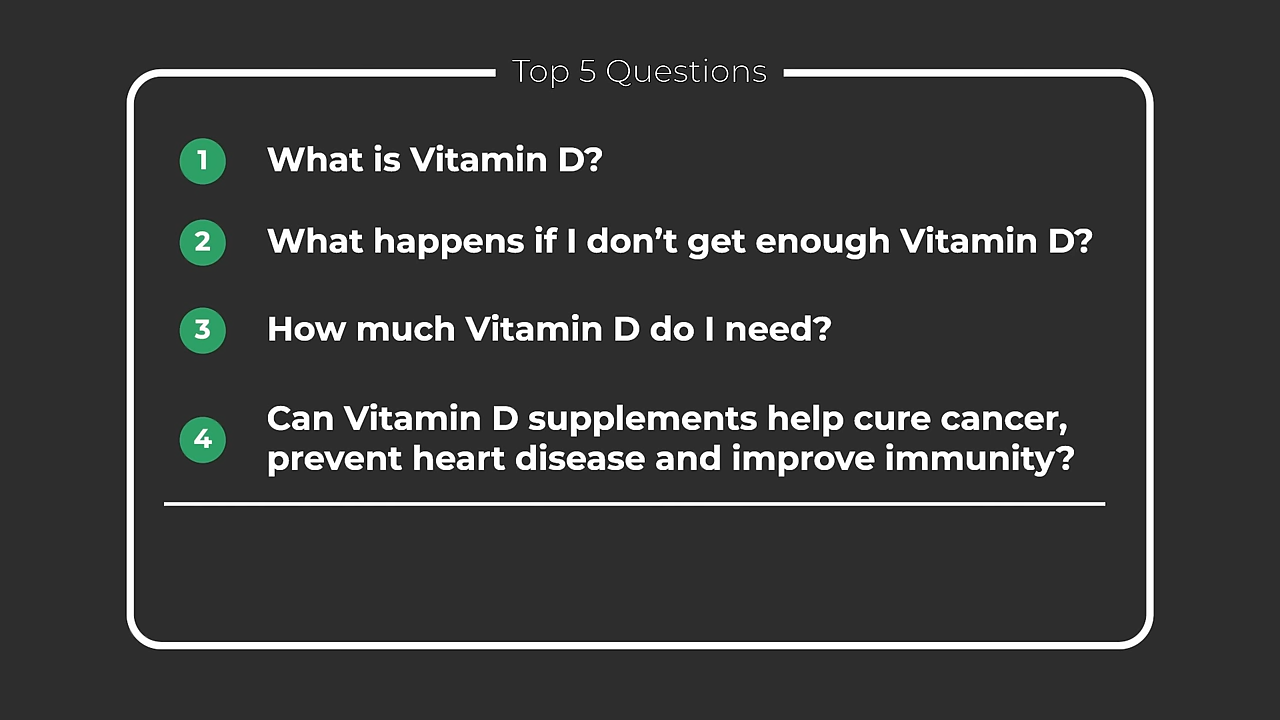 Top 5 Questions
1 What is Vitamin D?
2 What happens if I don’t get enough Vitamin D?
3 How much Vitamin D do I need?
4 Can Vitamin D supplements help cure cancer,
prevent heart disease and improve immunity?